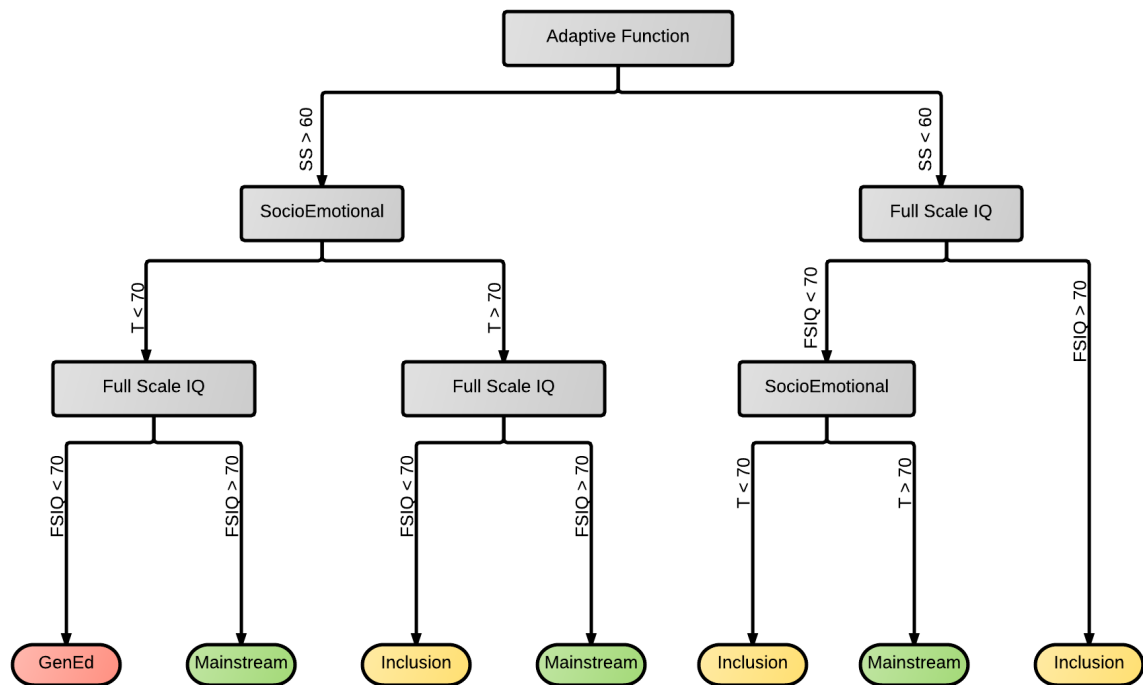 Adaptive Function
SS > 60
SS < 60
SocioEmotional
Full Scale IQ
T < 70
T > 70
FSIQ < 70
FSIQ > 70
Full Scale IQ
Full Scale IQ
SocioEmotional
FSIQ < 70
FSIQ > 70
FSIQ < 70
FSIQ > 70
T < 70
T > 70
GenEd
Mainstream
Inclusion
Mainstream
Inclusion
Mainstream
Inclusion